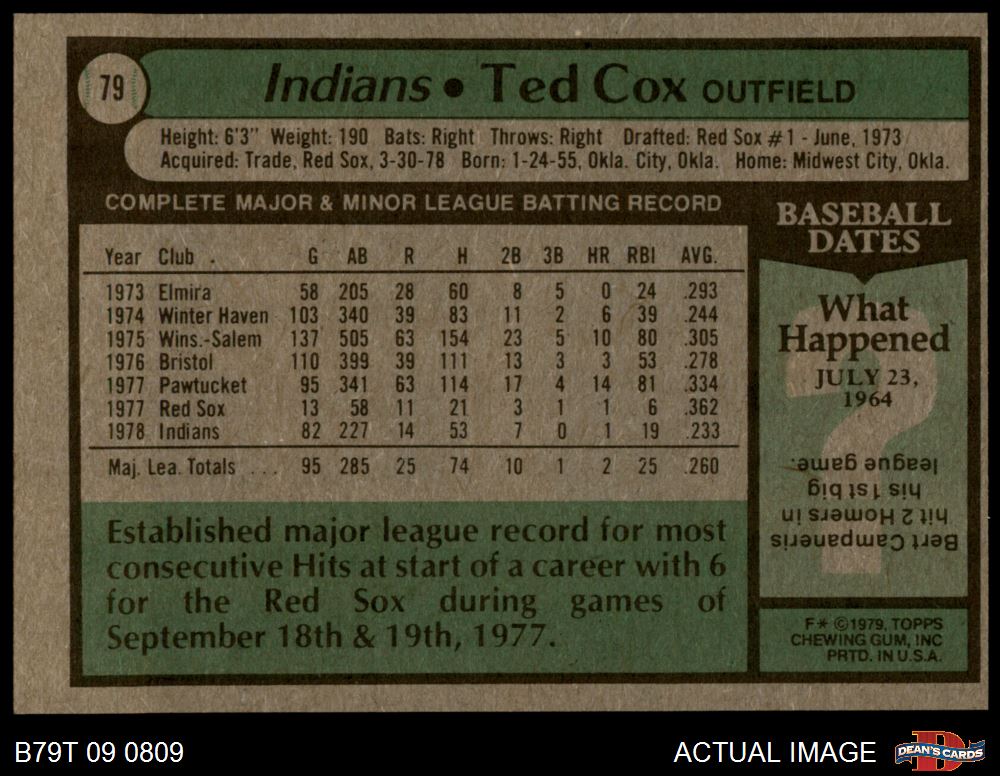 79
Indians • Ted Cox OUTFIELD
Height: 6'3" Weight: 190 Bats: Right Throws: Right Drafted: Red Sox #1 - June, 1973
Acquired: Trade, Red Sox, 3-30-78 Born: 1-24-55, Okla. City, Okla. Home: Midwest City, Okla.
COMPLETE MAJOR & MINOR LEAGUE BATTING RECORD
Year Club G AB R H 2B 3B HR RBI AVG.
1973 Elmira 58 205 28 60 8 5 0 24 .293
1974 Winter Haven 103 340 39 83 11 2 6 39 .244
1975 Wins.-Salem 137 505 63 154 23 5 10 80 .305
1976 Bristol 110 399 39 111 13 3 3 53 .278
1977 Pawtucket 95 341 63 114 17 4 14 81 .334
1977 Red Sox 13 58 11 21 3 1 1 6 .362
1978 Indians 82 227 14 53 7 0 1 19 .233
Maj. Lea. Totals ... 95 285 25 74 10 1 2 25 .260
Established major league record for most
consecutive Hits at start of a career with 6
for the Red Sox during games of
September 18th & 19th, 1977.
BASEBALL
DATES
What
Happened
JULY 23,
1964
Bert Campaneris
hit 2 Homers in
his 1st big
league game.
F* ©1979, TOPPS
CHEWING GUM, INC
PRTD. IN U.S.A.
B79T 09 0809
ACTUAL IMAGE
DEAN'S CARDS